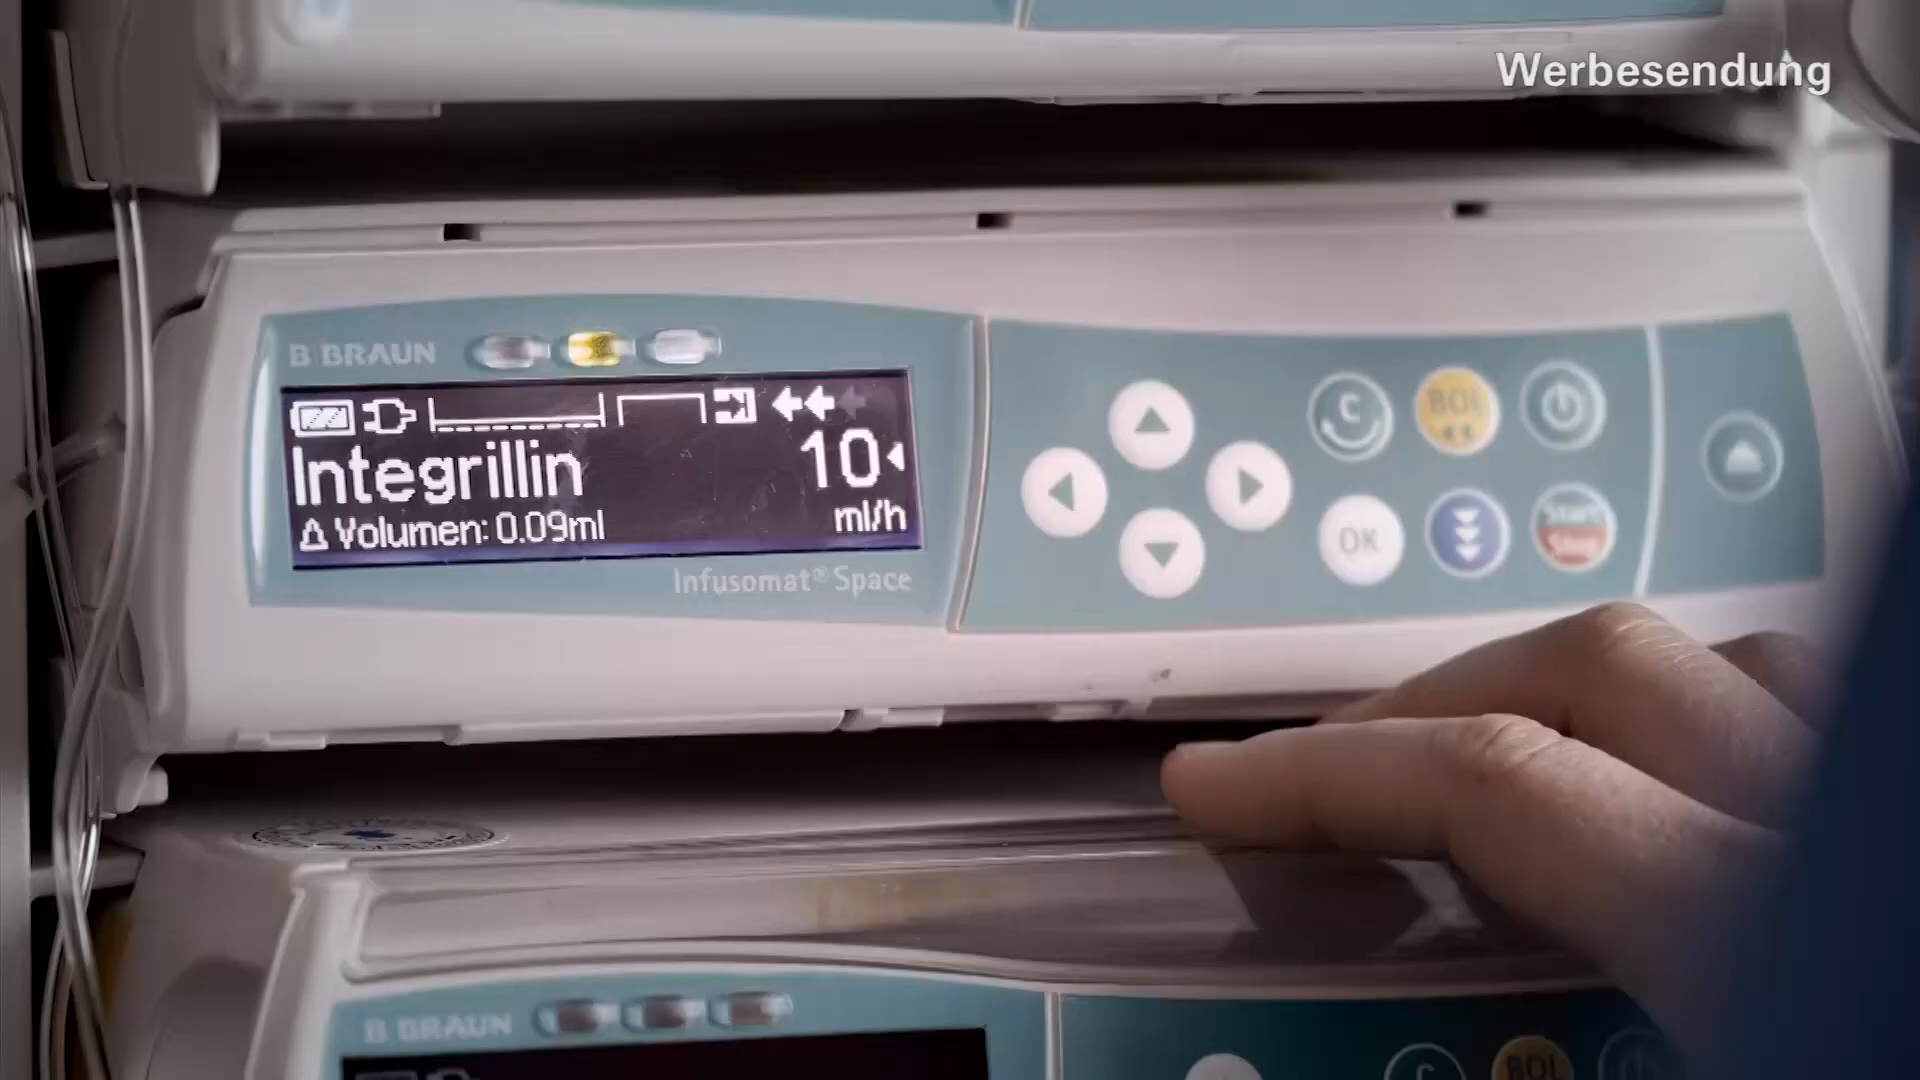 Werbesendung
B BRAUN
Integrillin
10
Δ Volumen: 0.09ml
ml/h
Infusomat® Space
C
BOL
OK
Start
Stop
B BRAUN
C
BOL